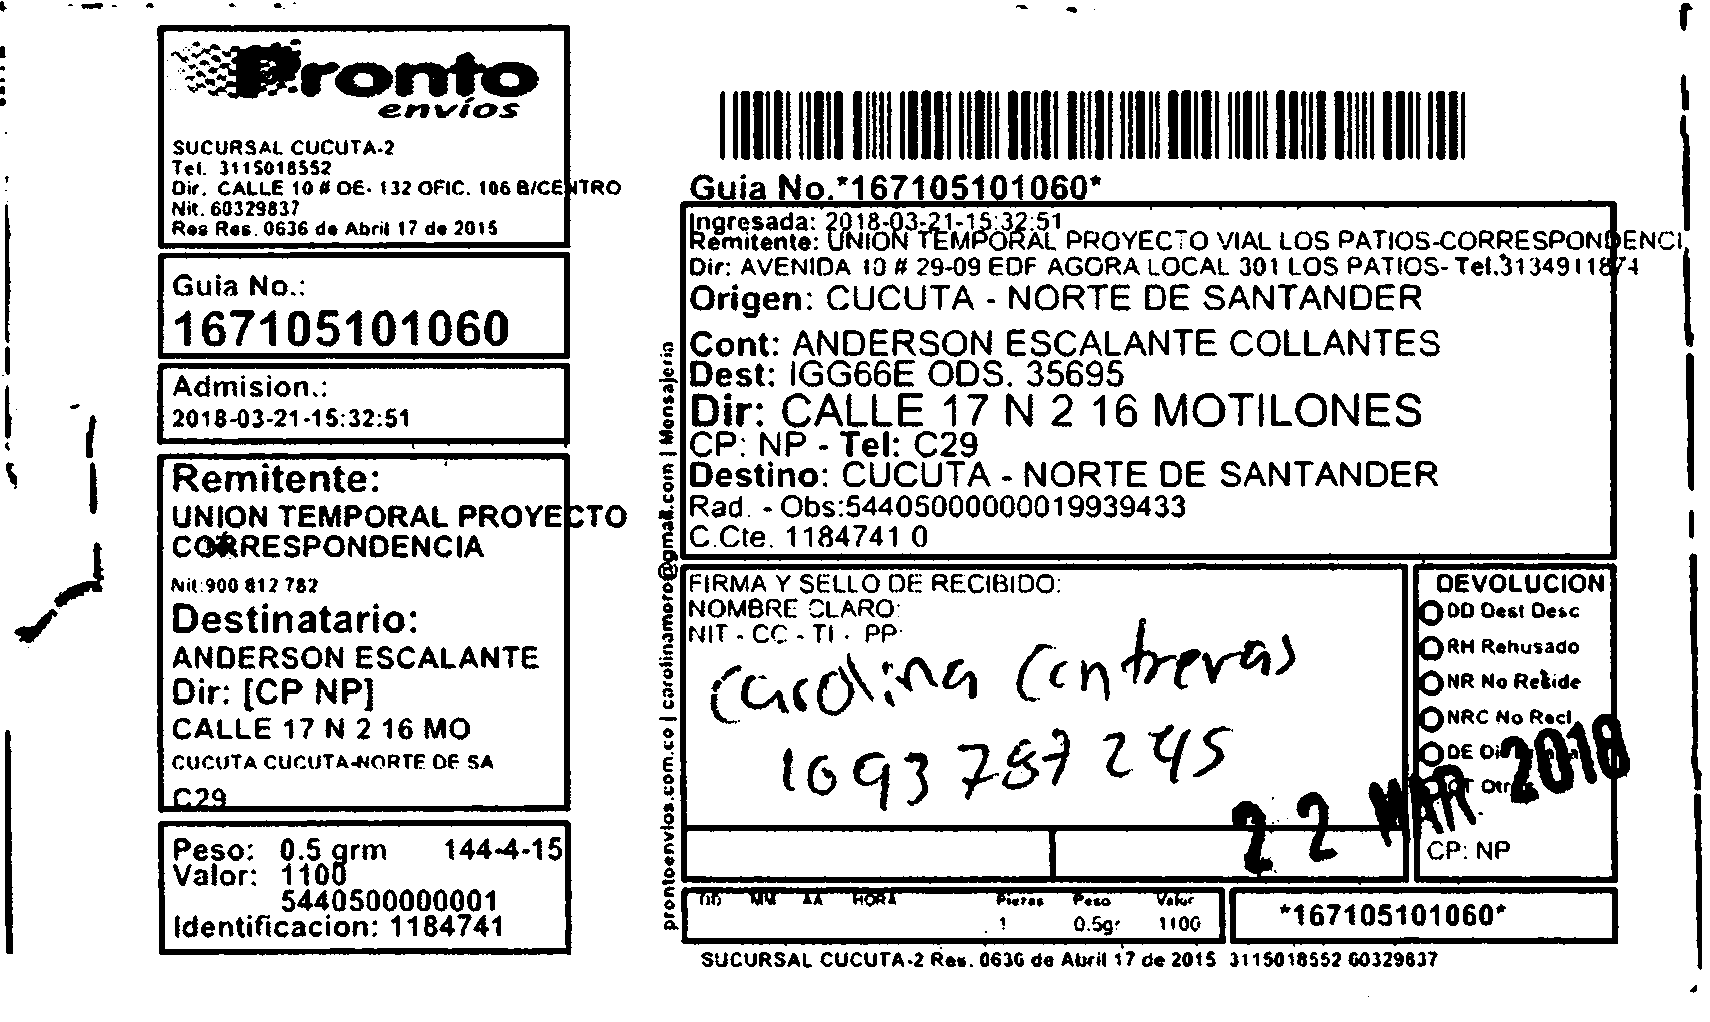 Pronto
envíos
SUCURSAL CUCUTA-2
Tel. 3115018552
Dir. CALLE 10 # OE- 132 OFIC. 106 B/CENTRO
Nit. 60329837
Res Res. 0636 de Abril 17 de 2015
Guia No.:
167105101060
Admision.:
2018-03-21-15:32:51
Remitente:
UNION TEMPORAL PROYECTO
CORRESPONDENCIA
Nit:900 812 782
Destinatario:
ANDERSON ESCALANTE
Dir: [CP NP]
CALLE 17 N 2 16 MO
CUCUTA CUCUTA-NORTE DE SA
C29
Peso: 0.5 grm 144-4-15
Valor: 1100
5440500000001
Identificacion: 1184741
prontoenvios.com.co | carolinamoro@gmail.com | Mensajeria
Guia No.*167105101060*
Ingresada: 2018-03-21-15:32:51
Remitente: UNION TEMPORAL PROYECTO VIAL LOS PATIOS-CORRESPONDENCI
Dir: AVENIDA 10 # 29-09 EDF AGORA LOCAL 301 LOS PATIOS- Tel.3134911874
Origen: CUCUTA - NORTE DE SANTANDER
Cont: ANDERSON ESCALANTE COLLANTES
Dest: IGG66E ODS. 35695
Dir: CALLE 17 N 2 16 MOTILONES
CP: NP - Tel: C29
Destino: CUCUTA - NORTE DE SANTANDER
Rad. - Obs:54405000000019939433
C.Cte. 1184741 0
FIRMA Y SELLO DE RECIBIDO:
NOMBRE CLARO:
NIT - CC - TI - PP:
Carolina Contreras
1093787245
22 MAR. 2018
DEVOLUCION
DD Dest Desc
RH Rehusado
NR No Reside
NRC No Recl
DE
CP: NP
DD MM AA HORA Piezas Peso Valor
1 0.5gr 1100
*167105101060*
SUCURSAL CUCUTA-2 Res. 0636 de Abril 17 de 2015 3115018552 60329837